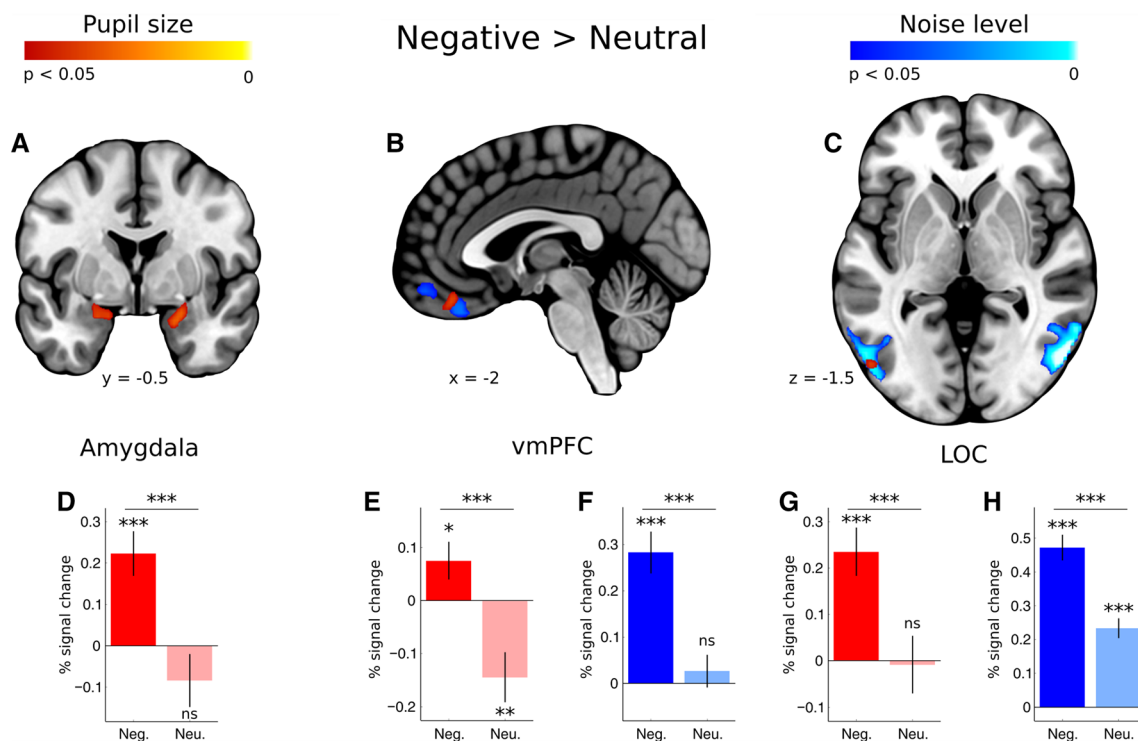 Pupil size
p < 0.05 0
Negative > Neutral
Noise level
p < 0.05 0
A
y = -0.5
B
x = -2
C
z = -1.5
Amygdala
vmPFC
LOC
D
***
***
% signal change
0.3
0.2
0.1
0
−0.1
ns
Neg. Neu.
E
***
*
% signal change
0.1
0
−0.1
−0.2
**
Neg. Neu.
F
***
***
% signal change
0.3
0.2
0.1
0
ns
Neg. Neu.
G
***
***
% signal change
0.3
0.2
0.1
0
−0.1
ns
Neg. Neu.
H
***
***
***
% signal change
0.5
0.4
0.3
0.2
0.1
0
Neg. Neu.